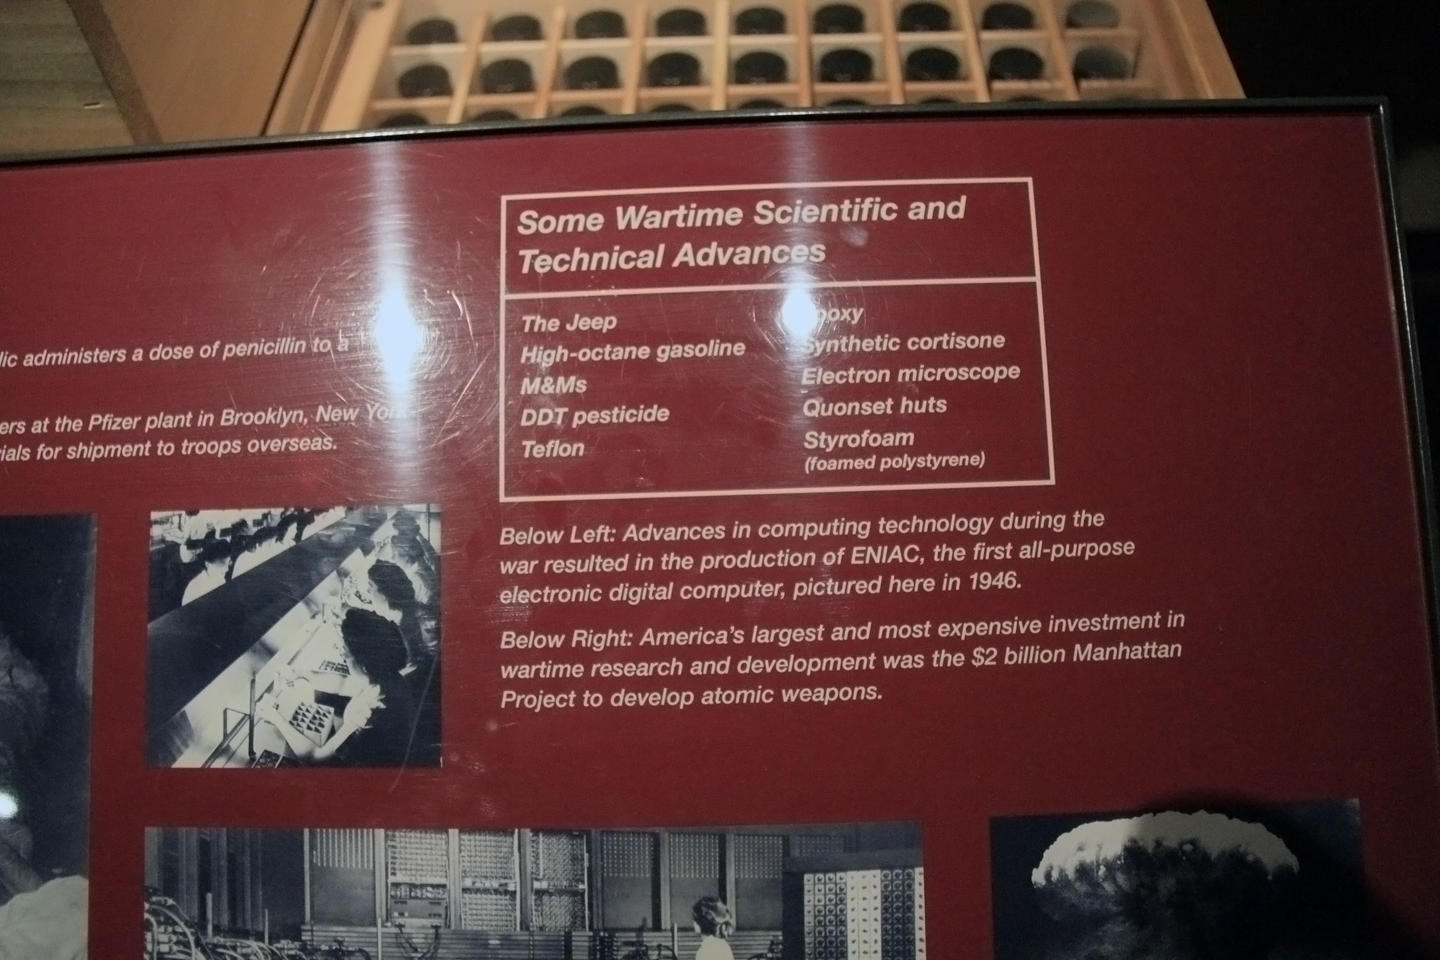 lic administers a dose of penicillin to a
ers at the Pfizer plant in Brooklyn, New York
ials for shipment to troops overseas.
Some Wartime Scientific and
Technical Advances
The Jeep
High-octane gasoline
M&Ms
DDT pesticide
Teflon
Epoxy
Synthetic cortisone
Electron microscope
Quonset huts
Styrofoam
(foamed polystyrene)
Below Left: Advances in computing technology during the
war resulted in the production of ENIAC, the first all-purpose
electronic digital computer, pictured here in 1946.
Below Right: America's largest and most expensive investment in
wartime research and development was the $2 billion Manhattan
Project to develop atomic weapons.